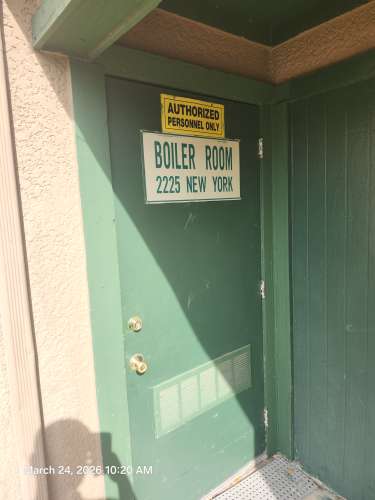 AUTHORIZED
PERSONNEL ONLY
BOILER ROOM
2225 NEW YORK
March 24, 2026 10:20 AM